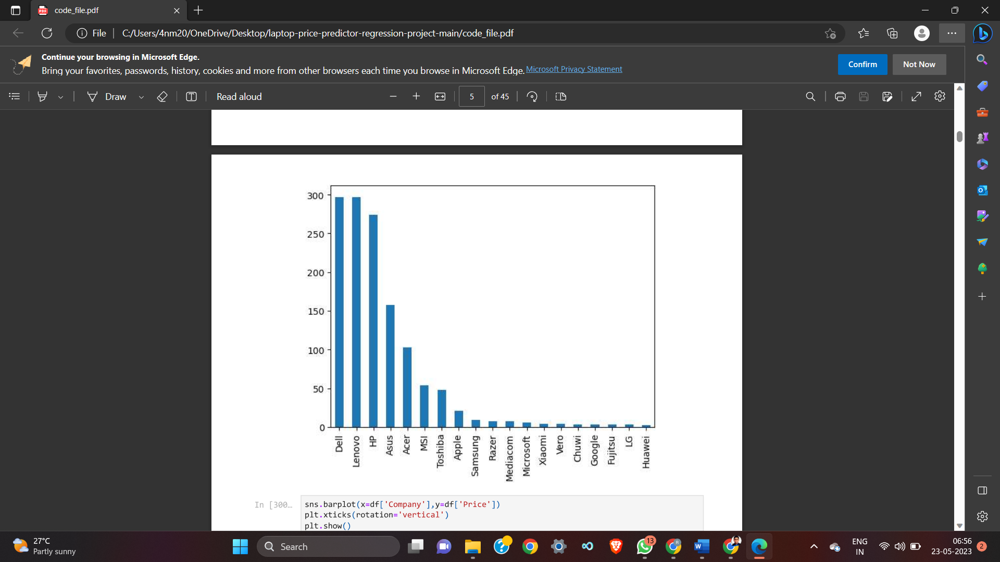 code_file.pdf
File
C:/Users/4nm20/OneDrive/Desktop/laptop-price-predictor-regression-project-main/code_file.pdf
Continue your browsing in Microsoft Edge.
Bring your favorites, passwords, history, cookies and more from other browsers each time you browse in Microsoft Edge. Microsoft Privacy Statement
Confirm
Not Now
Draw
Read aloud
5 of 45
300
250
200
150
100
50
0
Dell
Lenovo
HP
Asus
Acer
MSI
Toshiba
Apple
Samsung
Razer
Mediacom
Microsoft
Xiaomi
Vero
Chuwi
Google
Fujitsu
LG
Huawei
In [300…
sns.barplot(x=df['Company'],y=df['Price'])
plt.xticks(rotation='vertical')
plt.show()
27°C
Partly sunny
Search
13
ENG
IN
06:56
23-05-2023
2